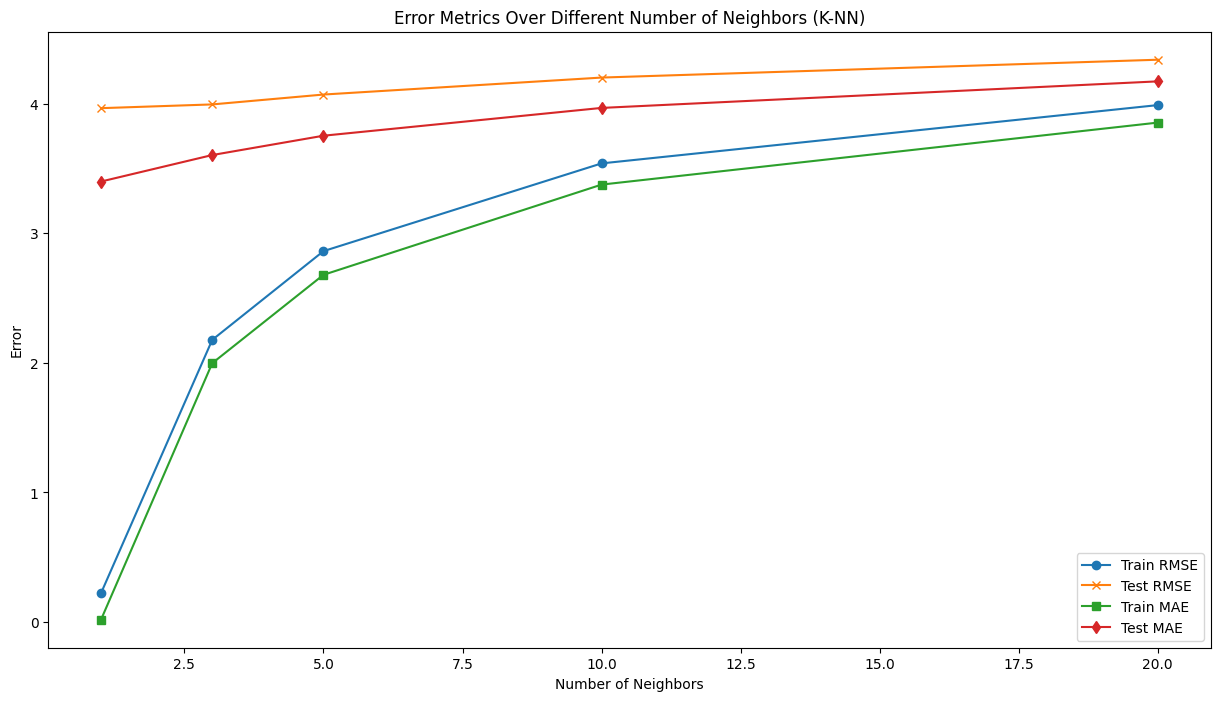 Error Metrics Over Different Number of Neighbors (K-NN)
Error
4
3
2
1
0
2.5 5.0 7.5 10.0 12.5 15.0 17.5 20.0
Number of Neighbors
Train RMSE
Test RMSE
Train MAE
Test MAE